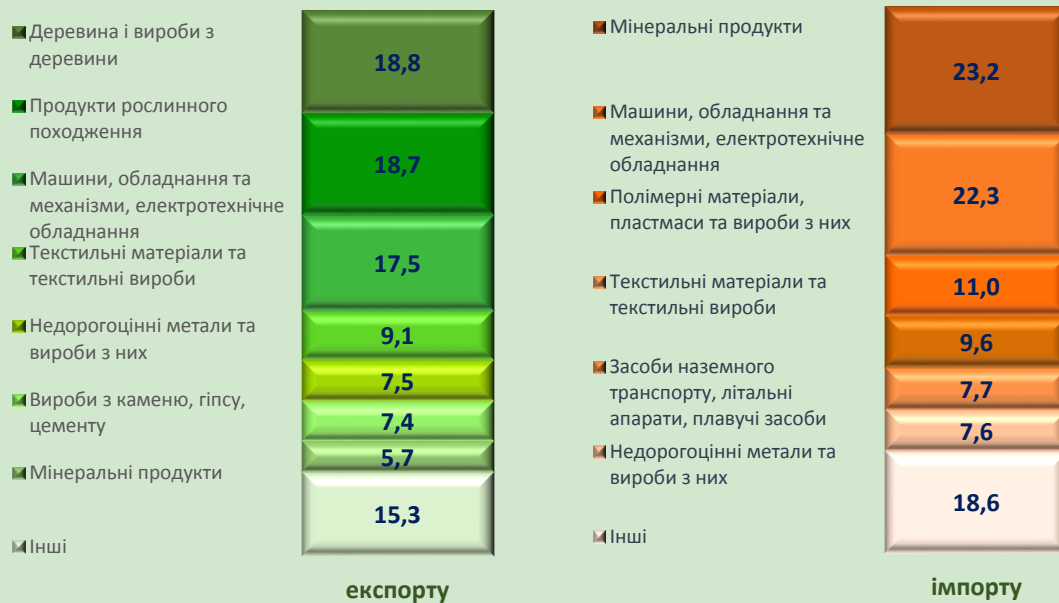 Деревина і вироби з
деревини
Продукти рослинного
походження
Машини, обладнання та
механізми, електротехнічне
обладнання
Текстильні матеріали та
текстильні вироби
Недорогоцінні метали та
вироби з них
Вироби з каменю, гіпсу,
цементу
Мінеральні продукти
Інші
18,8
18,7
17,5
9,1
7,5
7,4
5,7
15,3
експорту
Мінеральні продукти
Машини, обладнання та
механізми, електротехнічне
обладнання
Полімерні матеріали,
пластмаси та вироби з них
Текстильні матеріали та
текстильні вироби
Засоби наземного
транспорту, літальні
апарати, плавучі засоби
Недорогоцінні метали та
вироби з них
Інші
23,2
22,3
11,0
9,6
7,7
7,6
18,6
імпорту